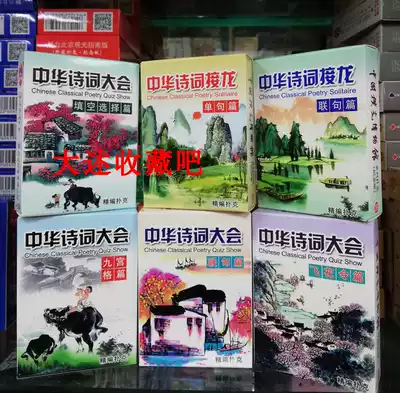 中华诗词大会
Chinese Classical Poetry Quiz Show
填空选择篇
精编扑克
中华诗词接龙
Chinese Classical Poetry Solitaire
单句篇
中华诗词接龙
Chinese Classical Poetry Solitaire
联句篇
精编扑克
大还收藏吧
中华诗词大会
Chinese Classical Poetry Quiz Show
九宫
格篇
精编扑克
中华诗词大会
Chinese Classical Poetry Quiz Show
精编扑克
中华诗词大会
Chinese Classical Poetry Quiz Show
飞花令篇
精编扑克